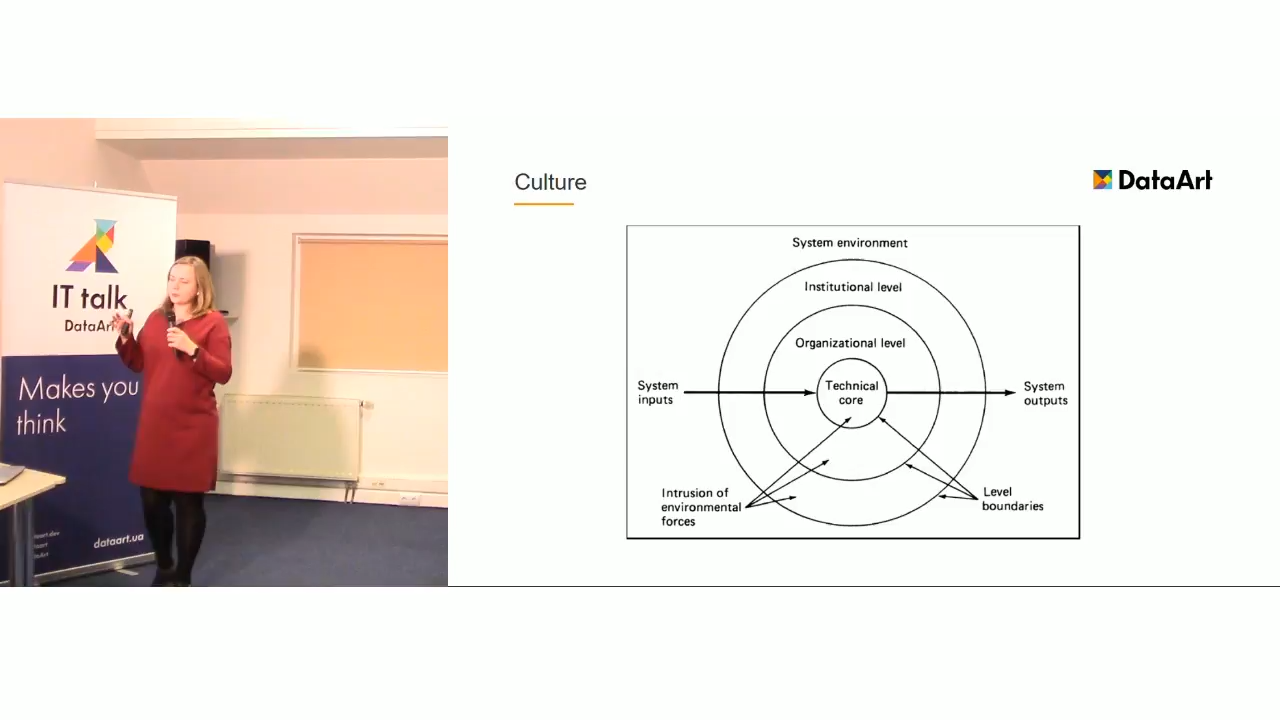 IT talk
DataArt
Makes you
think
dataart.ua
Culture
DataArt
System environment
Institutional level
Organizational level
Technical
core
System
inputs
System
outputs
Intrusion of
environmental
forces
Level
boundaries